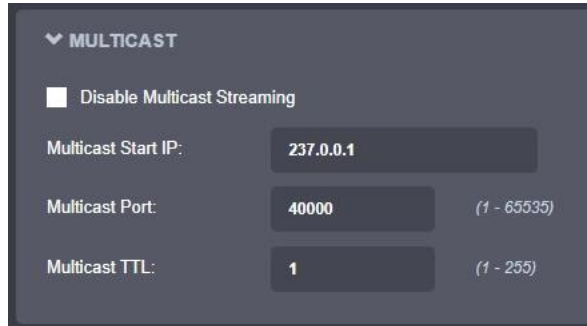 MULTICAST
Disable Multicast Streaming
Multicast Start IP: 237.0.0.1
Multicast Port: 40000 (1 - 65535)
Multicast TTL: 1 (1 - 255)